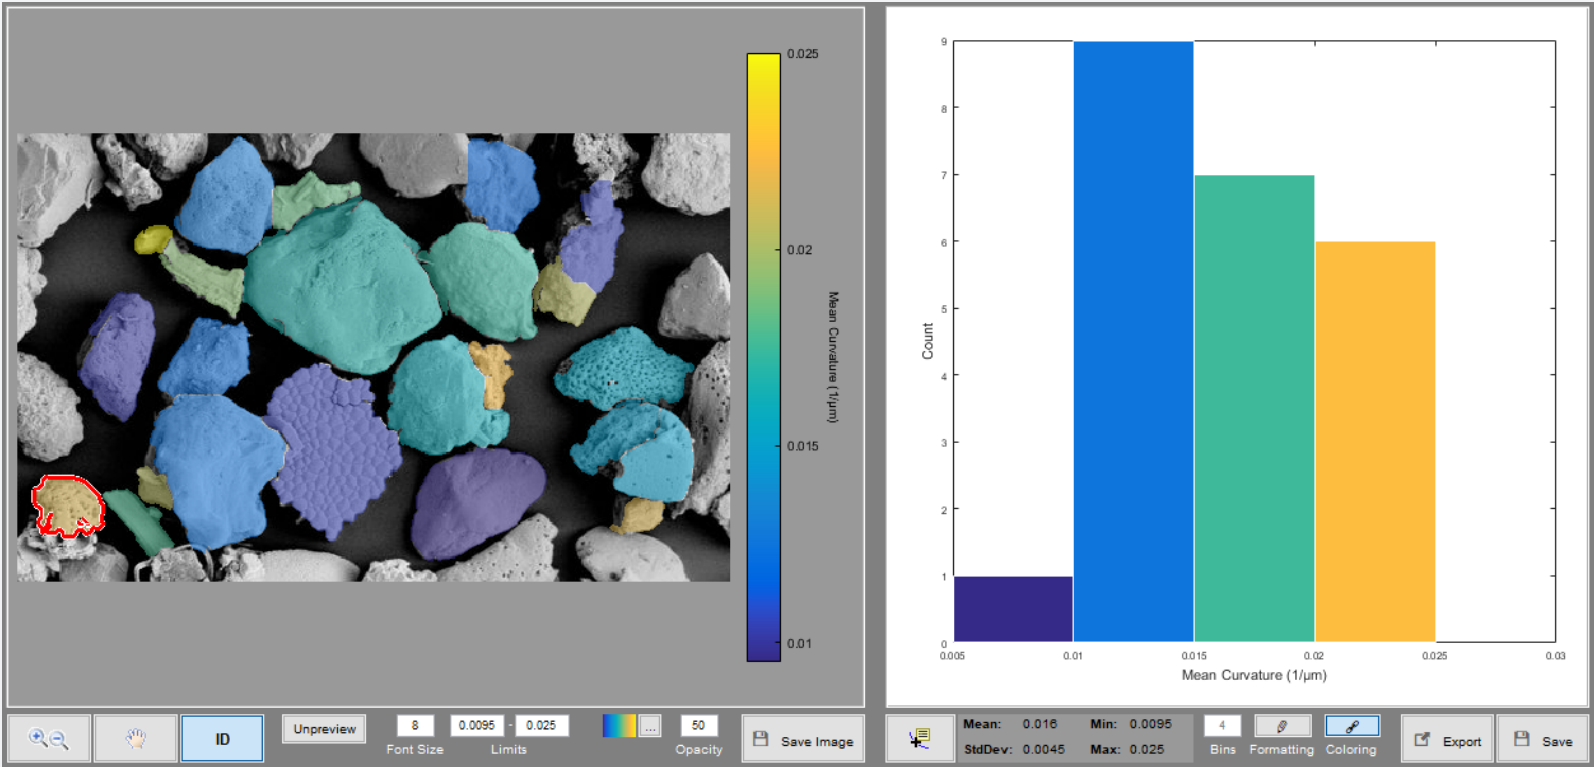 0.025
0.02
0.015
0.01
Mean Curvature (1/µm)
9
8
7
6
5
4
3
2
1
0
Count
0.005
0.01
0.015
0.02
0.025
0.03
Mean Curvature (1/µm)
ID
Unpreview
8
Font Size
0.0095 - 0.025
Limits
...
50
Opacity
Save Image
Mean: 0.016 Min: 0.0095
StdDev: 0.0045 Max: 0.025
4
Bins
Formatting
Coloring
Export
Save